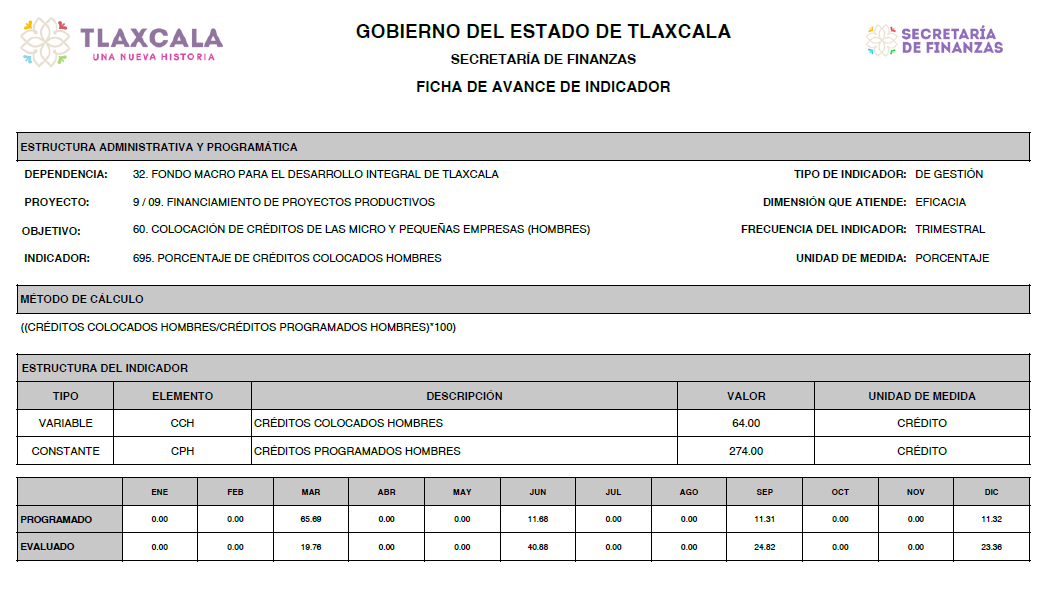 TLAXCALA
UNA NUEVA HISTORIA
GOBIERNO DEL ESTADO DE TLAXCALA
SECRETARÍA DE FINANZAS
FICHA DE AVANCE DE INDICADOR
SECRETARÍA
DE FINANZAS
ESTRUCTURA ADMINISTRATIVA Y PROGRAMÁTICA
DEPENDENCIA: 32. FONDO MACRO PARA EL DESARROLLO INTEGRAL DE TLAXCALA TIPO DE INDICADOR: DE GESTIÓN
PROYECTO: 9 / 09. FINANCIAMIENTO DE PROYECTOS PRODUCTIVOS DIMENSIÓN QUE ATIENDE: EFICACIA
OBJETIVO: 60. COLOCACIÓN DE CRÉDITOS DE LAS MICRO Y PEQUEÑAS EMPRESAS (HOMBRES) FRECUENCIA DEL INDICADOR: TRIMESTRAL
INDICADOR: 695. PORCENTAJE DE CRÉDITOS COLOCADOS HOMBRES UNIDAD DE MEDIDA: PORCENTAJE
MÉTODO DE CÁLCULO
((CRÉDITOS COLOCADOS HOMBRES/CRÉDITOS PROGRAMADOS HOMBRES)*100)
ESTRUCTURA DEL INDICADOR
TIPO ELEMENTO DESCRIPCIÓN VALOR UNIDAD DE MEDIDA
VARIABLE CCH CRÉDITOS COLOCADOS HOMBRES 64.00 CRÉDITO
CONSTANTE CPH CRÉDITOS PROGRAMADOS HOMBRES 274.00 CRÉDITO
ENE FEB MAR ABR MAY JUN JUL AGO SEP OCT NOV DIC
PROGRAMADO 0.00 0.00 65.69 0.00 0.00 11.68 0.00 0.00 11.31 0.00 0.00 11.32
EVALUADO 0.00 0.00 19.76 0.00 0.00 40.88 0.00 0.00 24.82 0.00 0.00 23.36